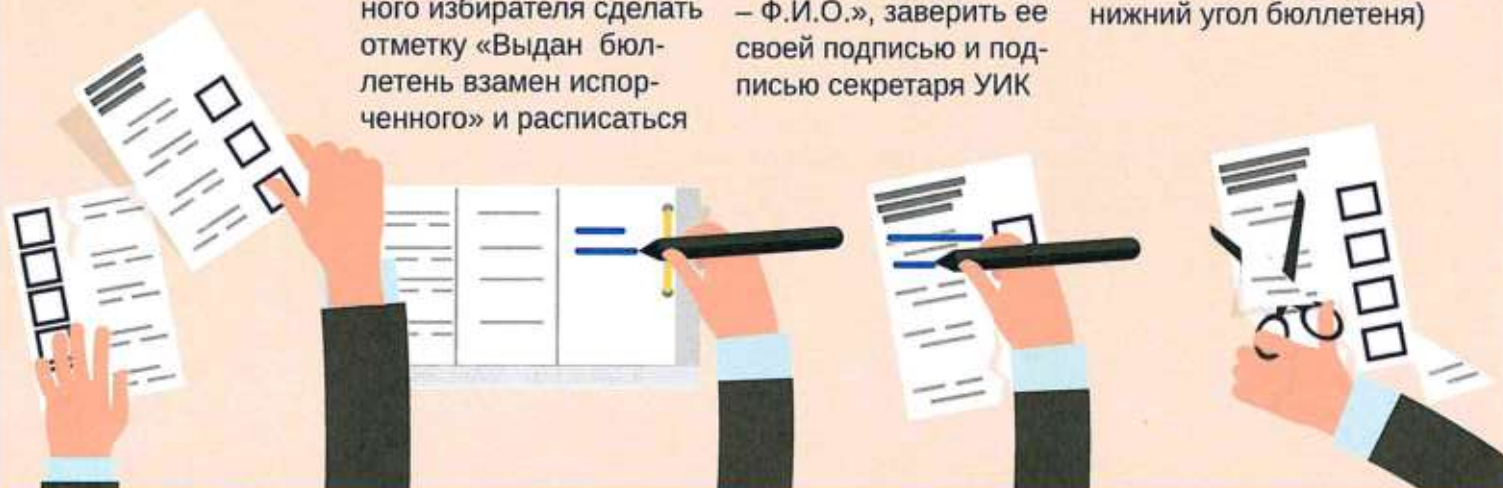 ного избирателя сделать
отметку «Выдан бюл-
летень взамен испор-
ченного» и расписаться
– Ф.И.О.», заверить ее
своей подписью и под-
писью секретаря УИК
нижний угол бюллетеня)